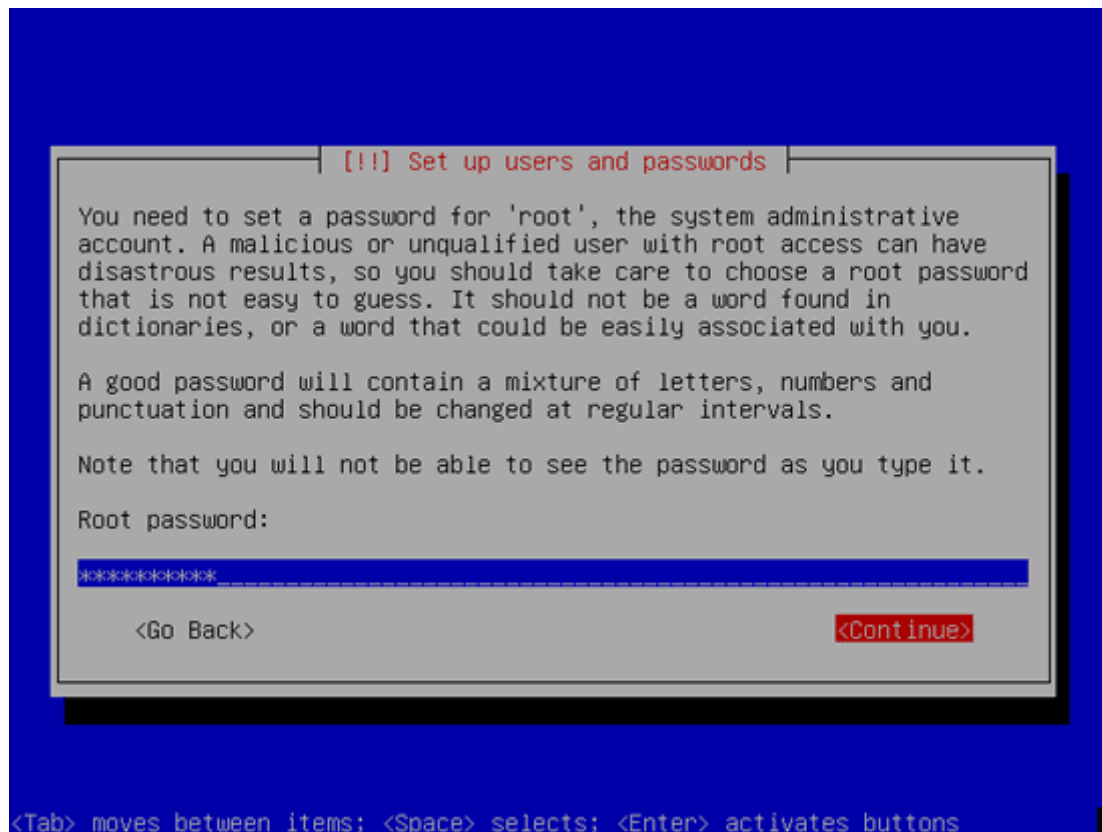 [!!] Set up users and passwords
You need to set a password for 'root', the system administrative
account. A malicious or unqualified user with root access can have
disastrous results, so you should take care to choose a root password
that is not easy to guess. It should not be a word found in
dictionaries, or a word that could be easily associated with you.
A good password will contain a mixture of letters, numbers and
punctuation and should be changed at regular intervals.
Note that you will not be able to see the password as you type it.
Root password:
**********
<Go Back> <Continue>
<Tab> moves between items; <Space> selects; <Enter> activates buttons